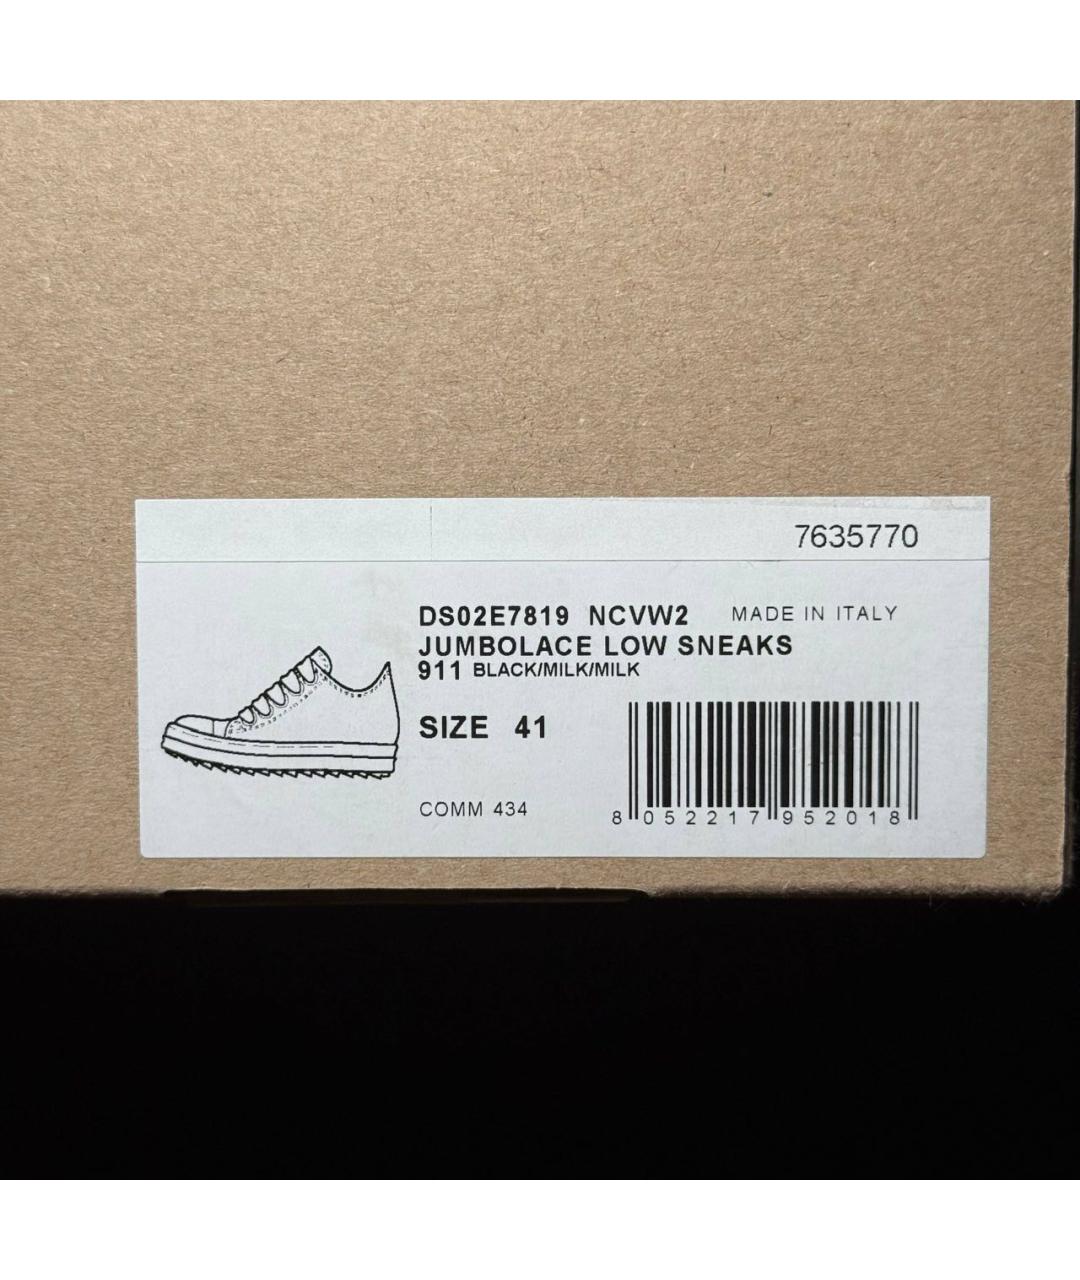 7635770
DS02E7819 NCVW2 MADE IN ITALY
JUMBOLACE LOW SNEAKS
911 BLACK/MILK/MILK
SIZE 41
COMM 434
8 052217 952018